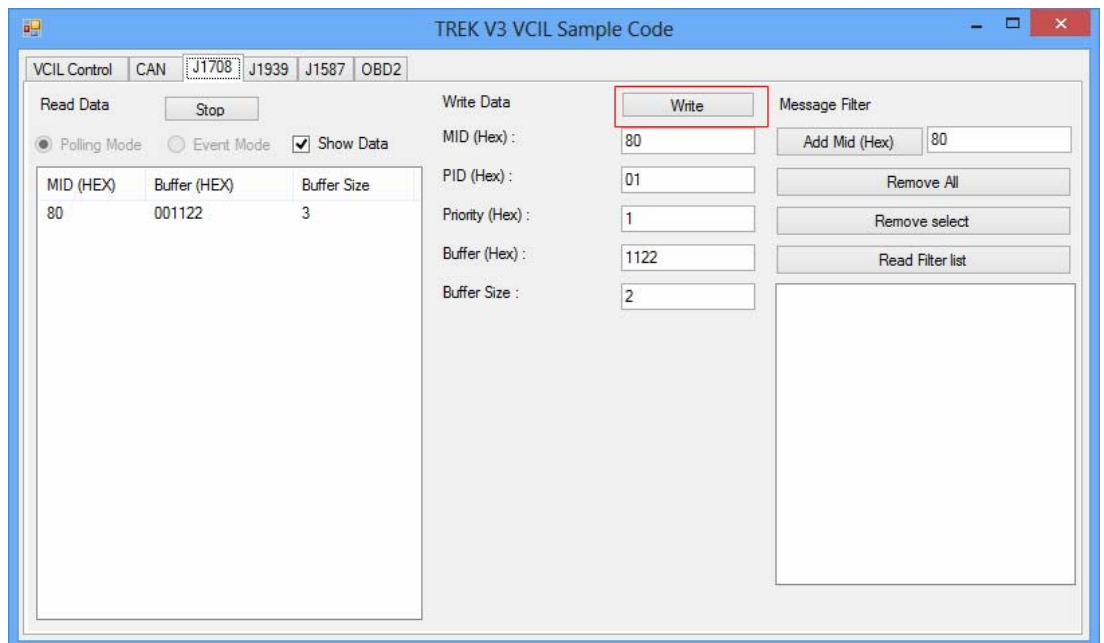 TREK V3 VCIL Sample Code
VCIL Control CAN J1708 J1939 J1587 OBD2
Read Data Stop
Polling Mode Event Mode Show Data
MID (HEX) Buffer (HEX) Buffer Size
80 001122 3
Write Data Write
MID (Hex) : 80
PID (Hex) : 01
Priority (Hex) : 1
Buffer (Hex) : 1122
Buffer Size : 2
Message Filter
Add Mid (Hex) 80
Remove All
Remove select
Read Filter list